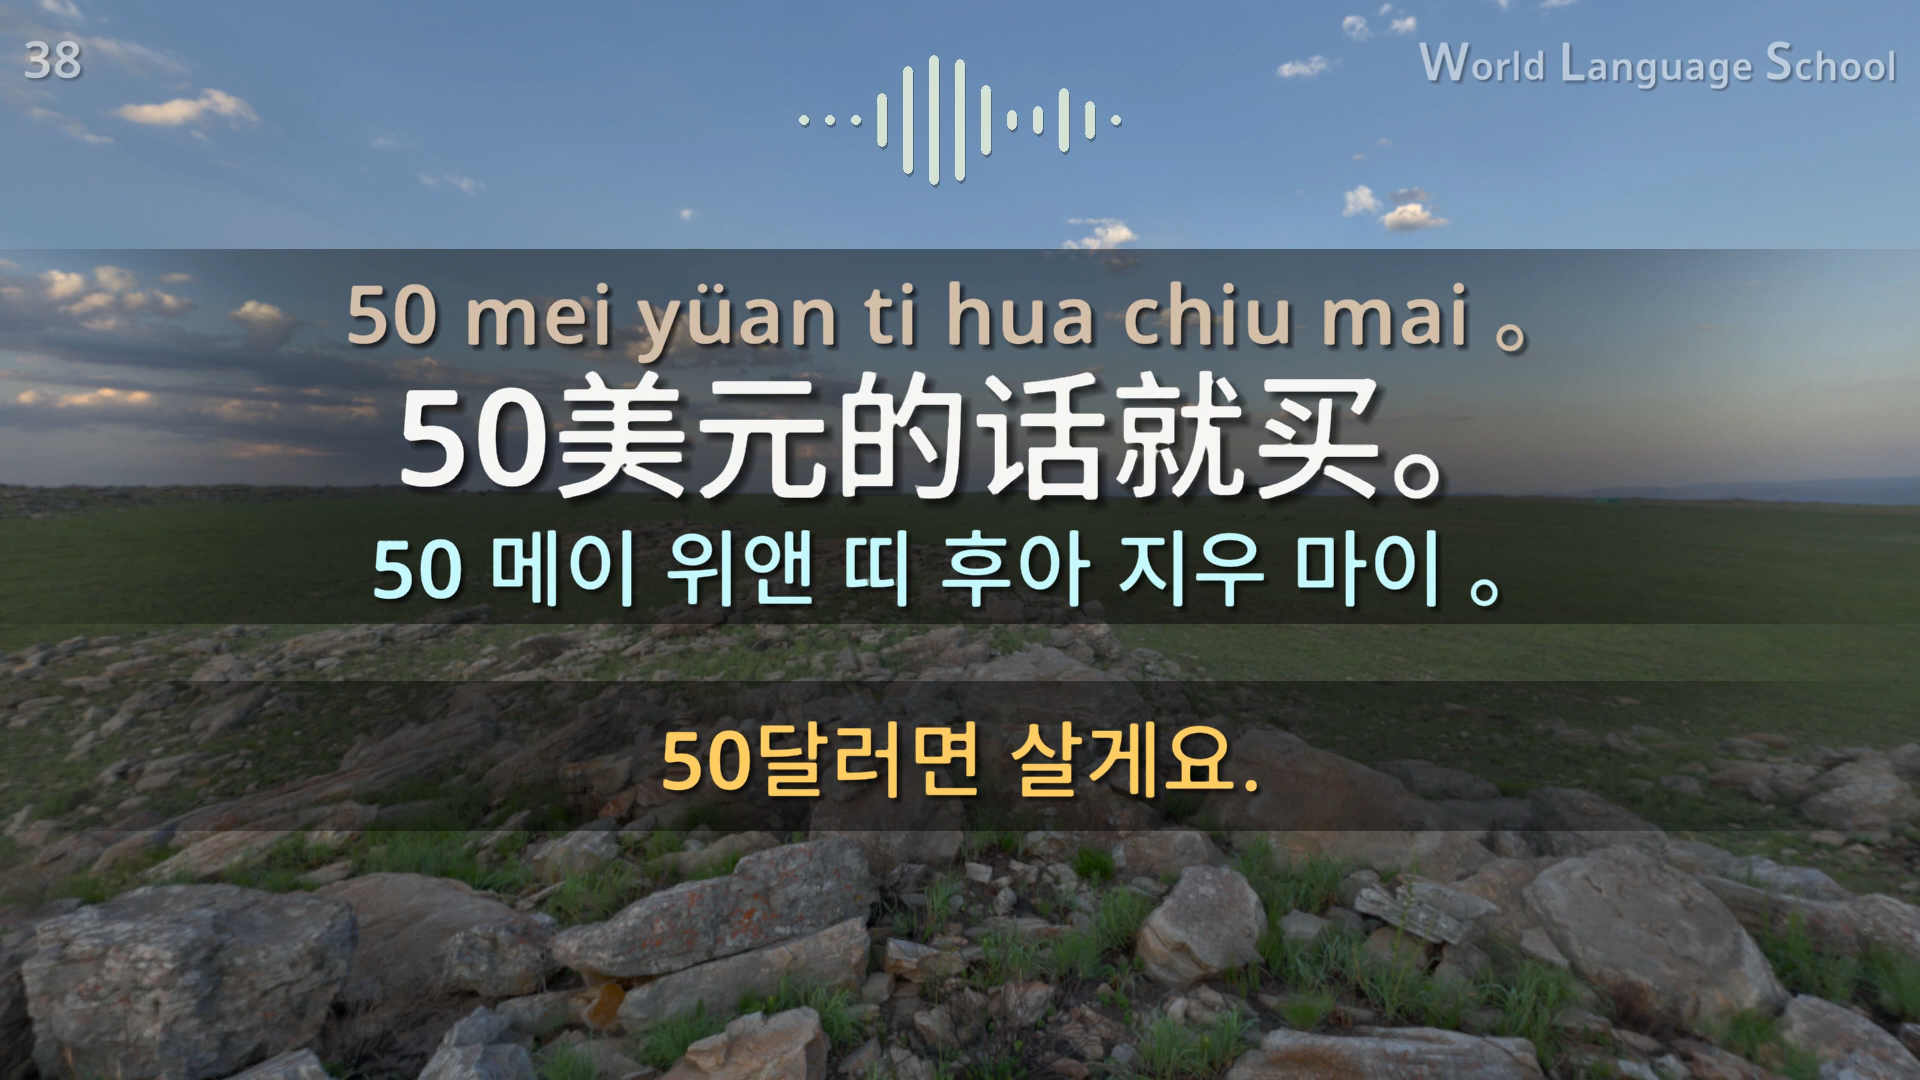 38
World Language School
50 mei yüan ti hua chiu mai 。
50美元的话就买。
50 메이 위앤 띠 후아 지우 마이 。
50달러면 살게요.